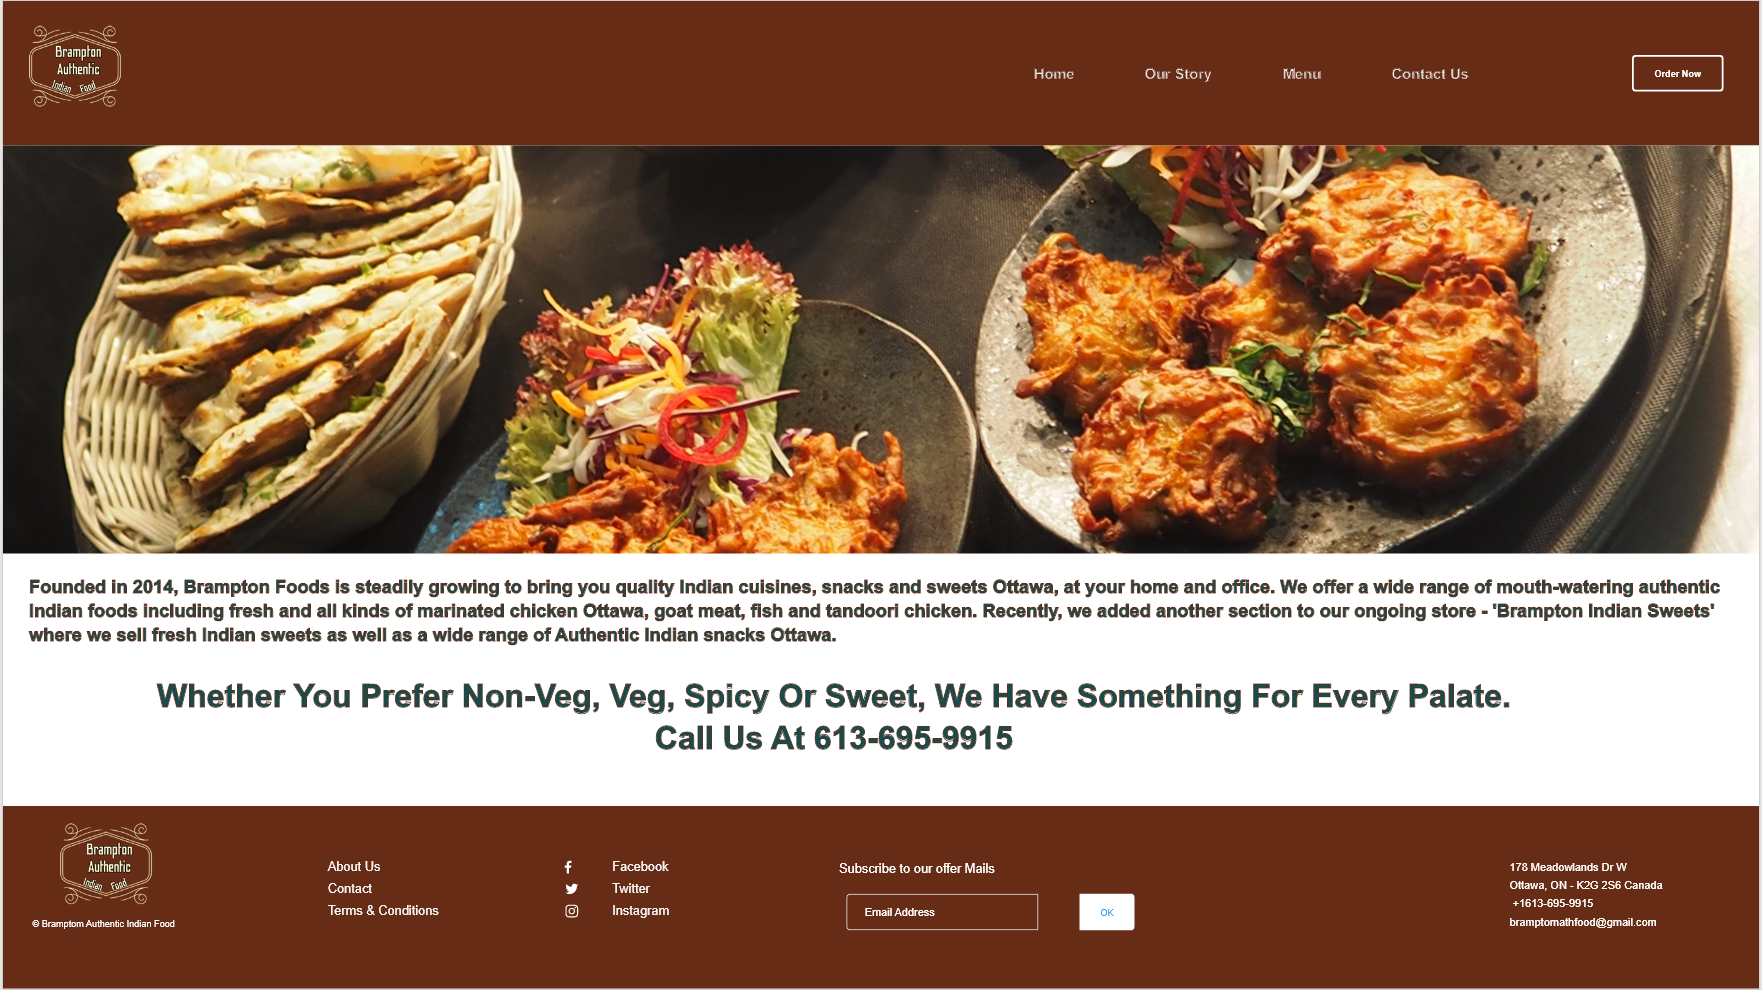 Brampton
Authentic
Indian Food
Home Our Story Menu Contact Us Order Now
Founded in 2014, Brampton Foods is steadily growing to bring you quality Indian cuisines, snacks and sweets Ottawa, at your home and office. We offer a wide range of mouth-watering authentic
Indian foods including fresh and all kinds of marinated chicken Ottawa, goat meat, fish and tandoori chicken. Recently, we added another section to our ongoing store - 'Brampton Indian Sweets'
where we sell fresh Indian sweets as well as a wide range of Authentic Indian snacks Ottawa.
Whether You Prefer Non-Veg, Veg, Spicy Or Sweet, We Have Something For Every Palate.
Call Us At 613-695-9915
Brampton
Authentic
Indian Food
© Bramptom Authentic Indian Food
About Us
Contact
Terms & Conditions
Facebook
Twitter
Instagram
Subscribe to our offer Mails
Email Address OK
178 Meadowlands Dr W
Ottawa, ON - K2G 2S6 Canada
+1613-695-9915
bramptomathfood@gmail.com